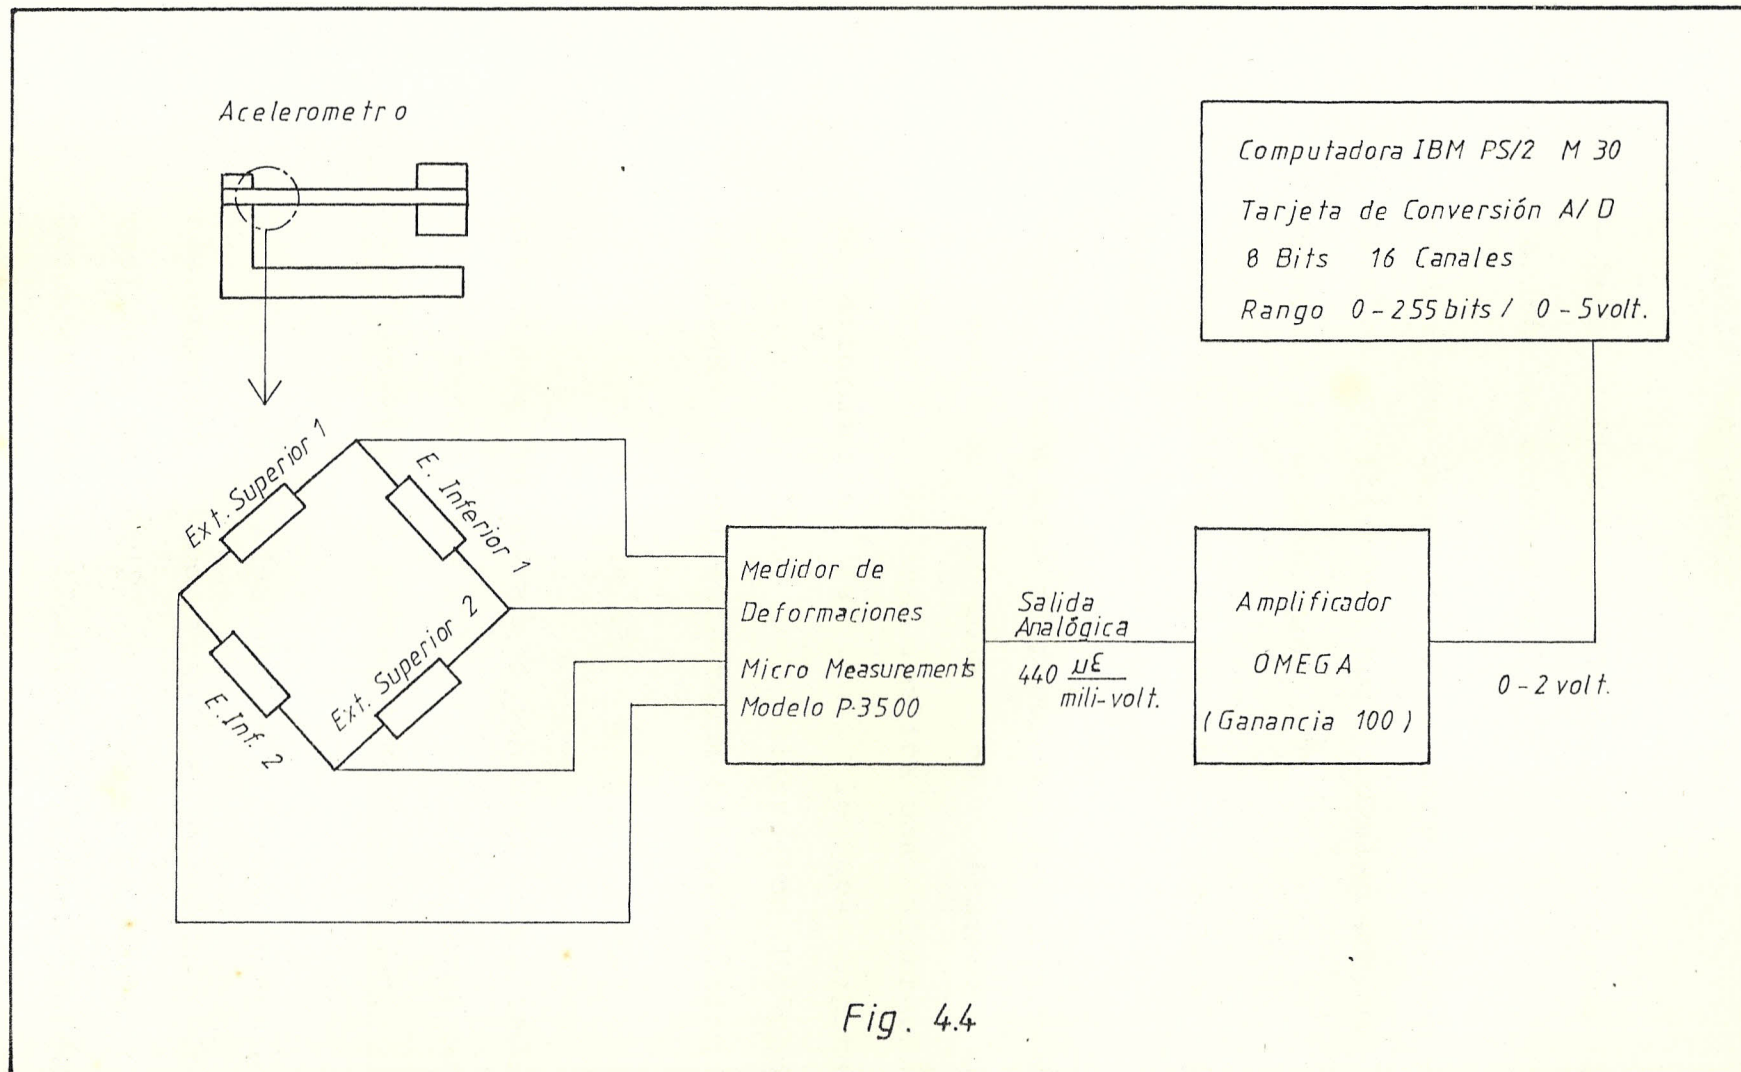 Acelerometro
Computadora IBM PS/2 M 30
Tarjeta de Conversión A/D
8 Bits 16 Canales
Rango 0-255 bits / 0-5 volt.
Ext. Superior 1
E. Inferior 1
E. Inf. 2
Ext. Superior 2
Medidor de
Deformaciones
Micro Measurements
Modelo P-3500
Salida
Analógica
440 με
mili-volt.
Amplificador
OMEGA
(Ganancia 100)
0-2 volt.
Fig. 4.4